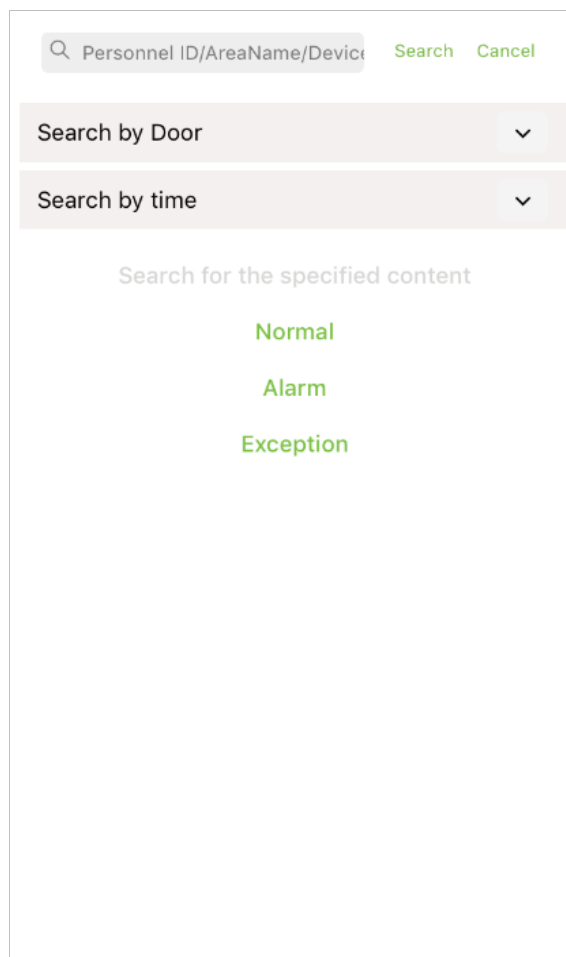 Personnel ID/AreaName/Device Search Cancel
Search by Door
Search by time
Search for the specified content
Normal
Alarm
Exception